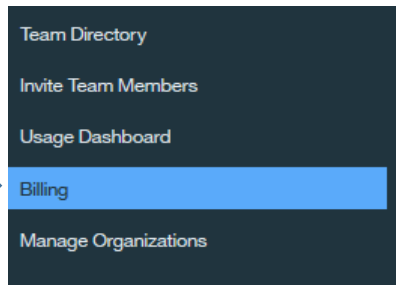 Team Directory
Invite Team Members
Usage Dashboard
Billing
Manage Organizations